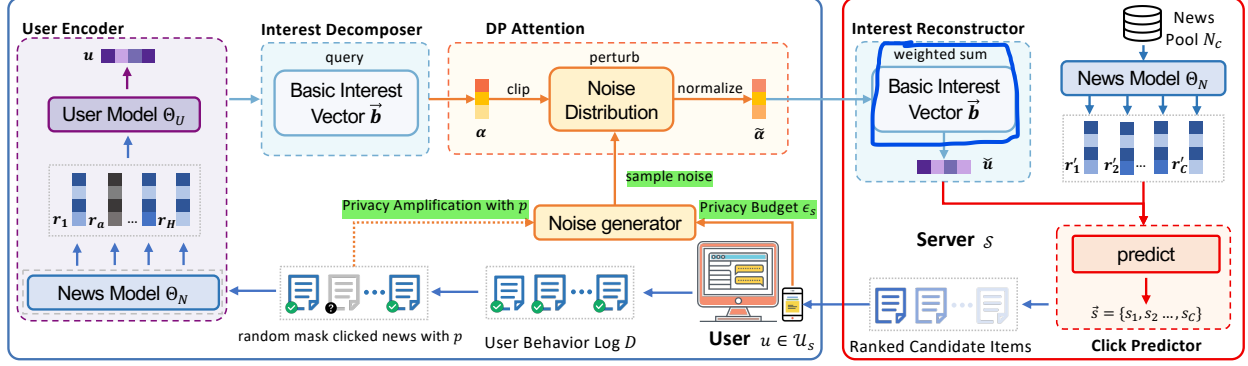 User Encoder
u
User Model Θ_U
r_1 r_a ... r_H
News Model Θ_N
Interest Decomposer
query
Basic Interest
Vector b⃗
DP Attention
clip
α
perturb
Noise
Distribution
normalize
α̃
sample noise
Privacy Amplification with p
Noise generator
Privacy Budget ϵ_s
random mask clicked news with p
?
User Behavior Log D
User u ∈ 𝒰_s
Interest Reconstructor
weighted sum
Basic Interest
Vector b⃗
ŭ
News
Pool N_c
News Model Θ_N
r′_1 r′_2 ... r′_C
Server 𝒮
predict
s⃗ = {s_1, s_2 ..., s_C}
Click Predictor
Ranked Candidate Items